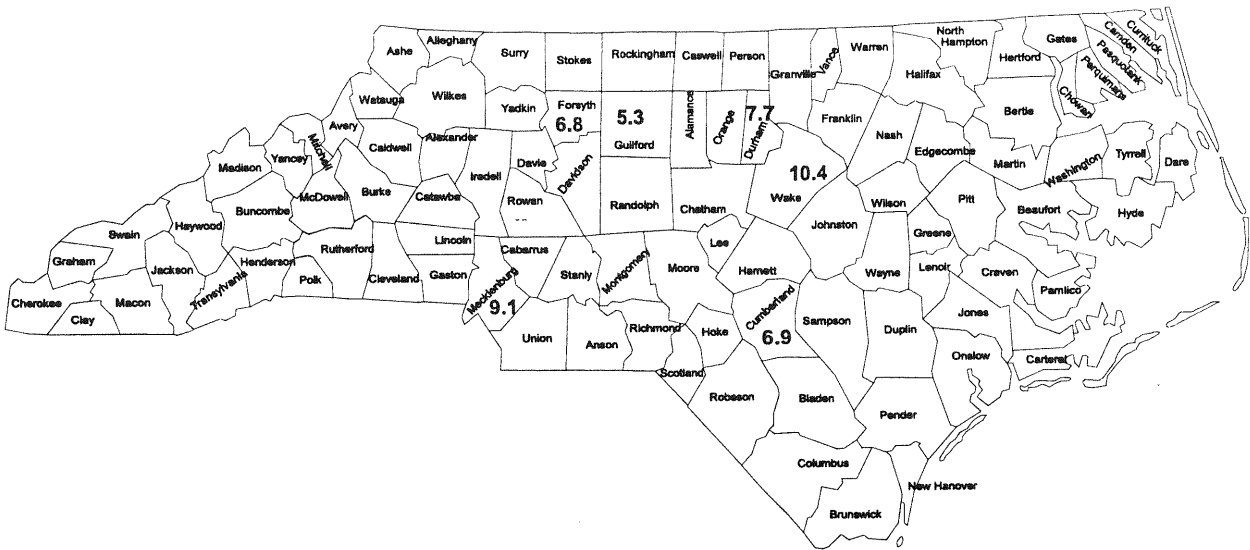 Ashe
Alleghany
Surry
Stokes
Rockingham
Caswell
Person
Granville
Vance
Warren
North
Hampton
Halifax
Hertford
Gates
Camden
Currituck
Pasquotank
Perquimans
Chowan
Bertie
Watauga
Wilkes
Yadkin
Forsyth
6.8
5.3
Guilford
Alamance
Orange
7.7
Durham
Franklin
Nash
Edgecombe
Martin
Washington
Tyrrell
Dare
Avery
Mitchell
Yancey
Madison
Caldwell
Alexander
Iredell
Davie
Davidson
Rowan
--
Randolph
Chatham
10.4
Wake
Johnston
Wilson
Pitt
Beaufort
Hyde
Greene
Burke
McDowell
Buncombe
Haywood
Swain
Graham
Cherokee
Clay
Macon
Jackson
Transylvania
Henderson
Polk
Rutherford
Cleveland
Catawba
Lincoln
Gaston
Mecklenburg
9.1
Cabarrus
Stanly
Montgomery
Moore
Lee
Harnett
Wayne
Lenoir
Craven
Pamlico
Jones
Onslow
Carteret
Union
Anson
Richmond
Hoke
Scotland
Cumberland
6.9
Sampson
Duplin
Robeson
Bladen
Pender
Columbus
New Hanover
Brunswick